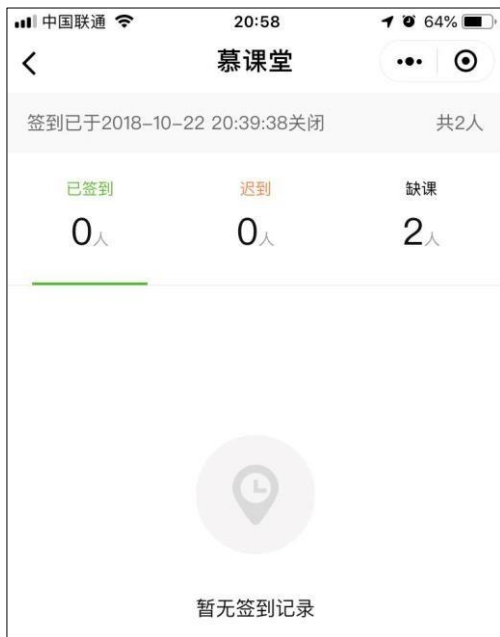 中国联通 20:58 64%
慕课堂
签到已于2018-10-22 20:39:38关闭 共2人
已签到 迟到 缺课
0人 0人 2人
暂无签到记录